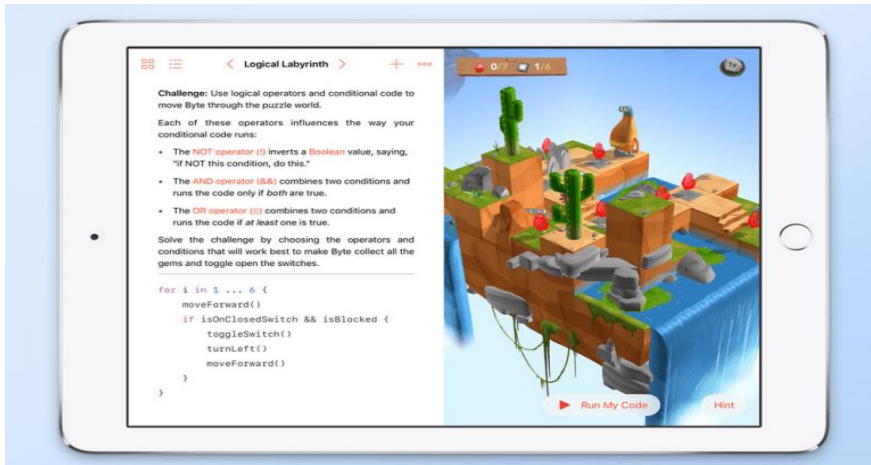 Logical Labyrinth
0/7 1/6
1x
Challenge: Use logical operators and conditional code to
move Byte through the puzzle world.
Each of these operators influences the way your
conditional code runs:
• The NOT operator (!) inverts a Boolean value, saying,
"if NOT this condition, do this."
• The AND operator (&&) combines two conditions and
runs the code only if both are true.
• The OR operator (||) combines two conditions and
runs the code if at least one is true.
Solve the challenge by choosing the operators and
conditions that will work best to make Byte collect all the
gems and toggle open the switches.
for i in 1 ... 6 {
moveForward()
if isOnClosedSwitch && isBlocked {
toggleSwitch()
turnLeft()
moveForward()
}
}
Run My Code
Hint